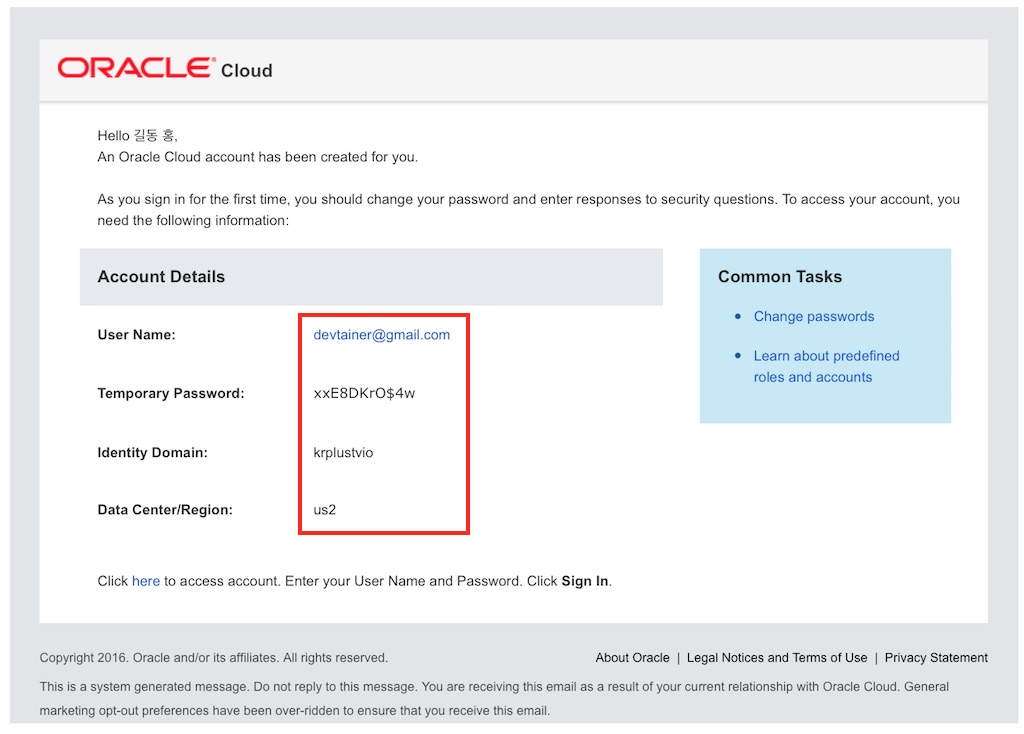 ORACLE Cloud
Hello 길동 홍,
An Oracle Cloud account has been created for you.
As you sign in for the first time, you should change your password and enter responses to security questions. To access your account, you
need the following information:
Account Details
User Name: devtainer@gmail.com
Temporary Password: xxE8DKrO$4w
Identity Domain: krplustvio
Data Center/Region: us2
Common Tasks
• Change passwords
• Learn about predefined
roles and accounts
Click here to access account. Enter your User Name and Password. Click Sign In.
Copyright 2016. Oracle and/or its affiliates. All rights reserved.
About Oracle | Legal Notices and Terms of Use | Privacy Statement
This is a system generated message. Do not reply to this message. You are receiving this email as a result of your current relationship with Oracle Cloud. General
marketing opt-out preferences have been over-ridden to ensure that you receive this email.